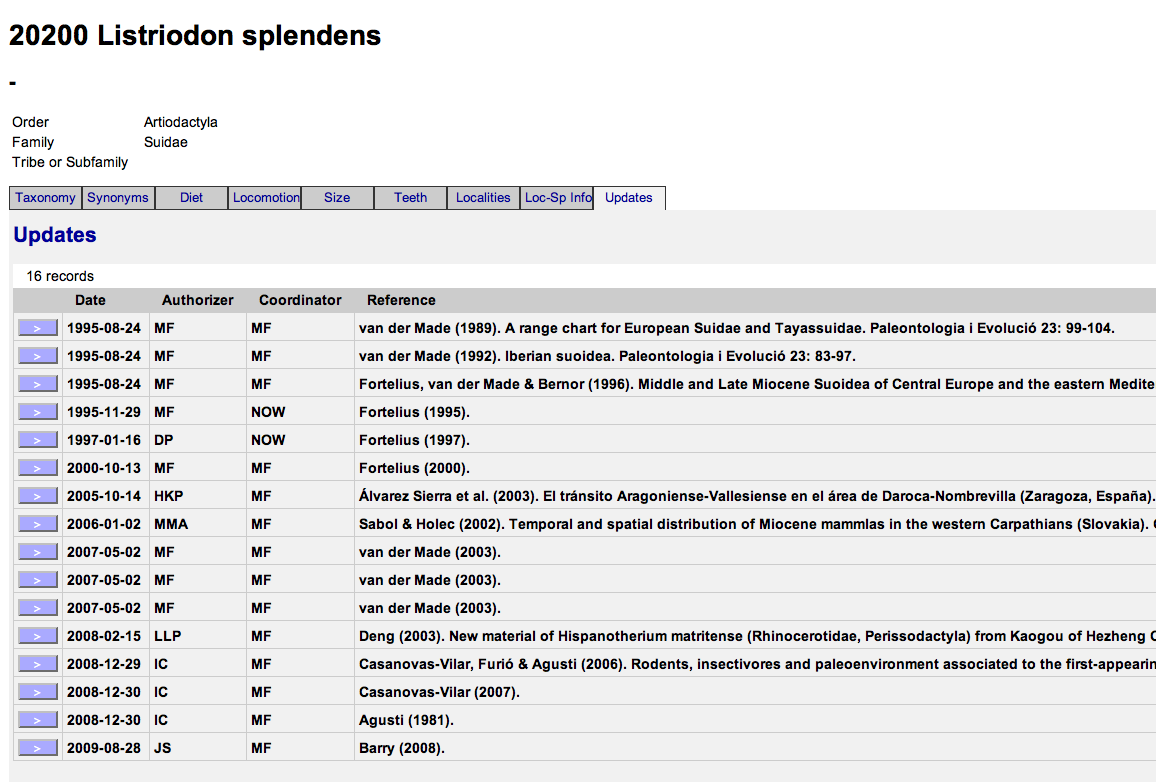 20200 Listriodon splendens
-
Order Artiodactyla
Family Suidae
Tribe or Subfamily
Taxonomy Synonyms Diet Locomotion Size Teeth Localities Loc-Sp Info Updates
Updates
16 records
Date Authorizer Coordinator Reference
> 1995-08-24 MF MF van der Made (1989). A range chart for European Suidae and Tayassuidae. Paleontologia i Evolució 23: 99-104.
> 1995-08-24 MF MF van der Made (1992). Iberian suoidea. Paleontologia i Evolució 23: 83-97.
> 1995-08-24 MF MF Fortelius, van der Made & Bernor (1996). Middle and Late Miocene Suoidea of Central Europe and the eastern Medite
> 1995-11-29 MF NOW Fortelius (1995).
> 1997-01-16 DP NOW Fortelius (1997).
> 2000-10-13 MF MF Fortelius (2000).
> 2005-10-14 HKP MF Álvarez Sierra et al. (2003). El tránsito Aragoniense-Vallesiense en el área de Daroca-Nombrevilla (Zaragoza, España).
> 2006-01-02 MMA MF Sabol & Holec (2002). Temporal and spatial distribution of Miocene mammlas in the western Carpathians (Slovakia).
> 2007-05-02 MF MF van der Made (2003).
> 2007-05-02 MF MF van der Made (2003).
> 2007-05-02 MF MF van der Made (2003).
> 2008-02-15 LLP MF Deng (2003). New material of Hispanotherium matritense (Rhinocerotidae, Perissodactyla) from Kaogou of Hezheng
> 2008-12-29 IC MF Casanovas-Vilar, Furió & Agusti (2006). Rodents, insectivores and paleoenvironment associated to the first-appearin
> 2008-12-30 IC MF Casanovas-Vilar (2007).
> 2008-12-30 IC MF Agusti (1981).
> 2009-08-28 JS MF Barry (2008).